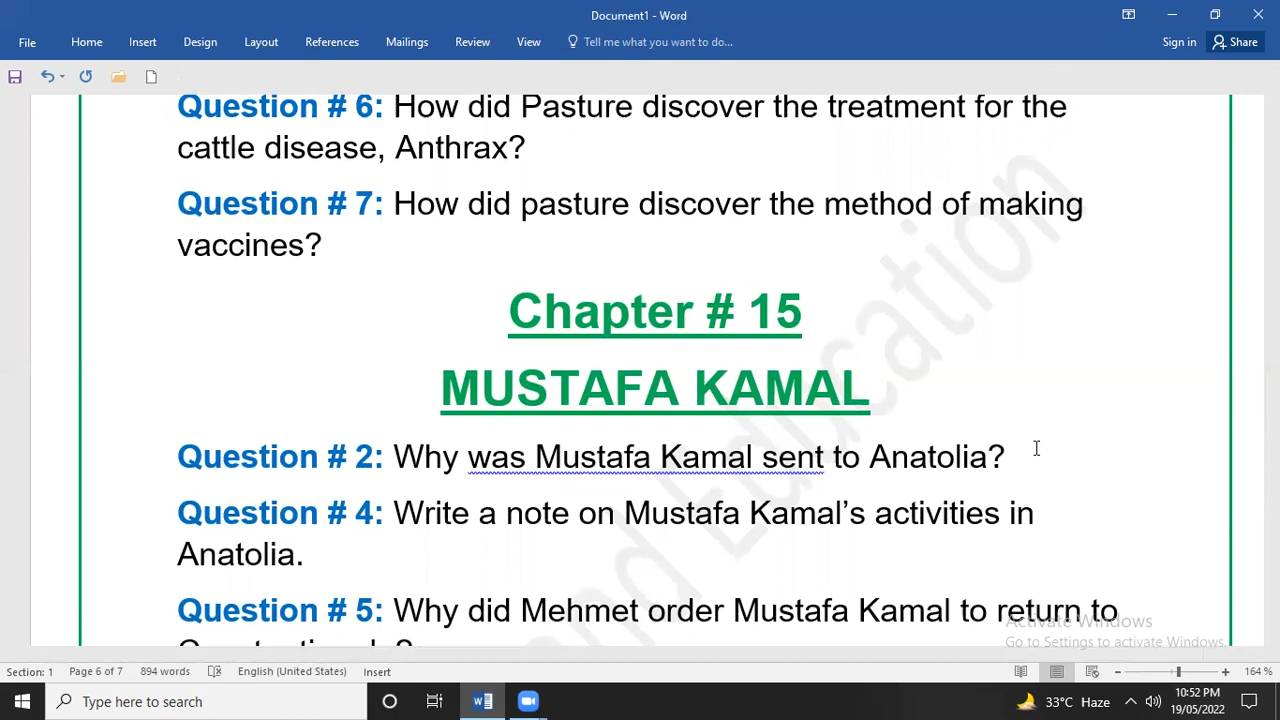 Document1 - Word
File Home Insert Design Layout References Mailings Review View Tell me what you want to do... Sign in Share
Question # 6: How did Pasture discover the treatment for the
cattle disease, Anthrax?
Question # 7: How did pasture discover the method of making
vaccines?
Chapter # 15
MUSTAFA KAMAL
Question # 2: Why was Mustafa Kamal sent to Anatolia?
Question # 4: Write a note on Mustafa Kamal’s activities in
Anatolia.
Question # 5: Why did Mehmet order Mustafa Kamal to return to
Activate Windows
Go to Settings to activate Windows.
nd Education
Section: 1 Page 6 of 7 894 words English (United States) Insert 164 %
Type here to search 33°C Haze 10:52 PM
19/05/2022